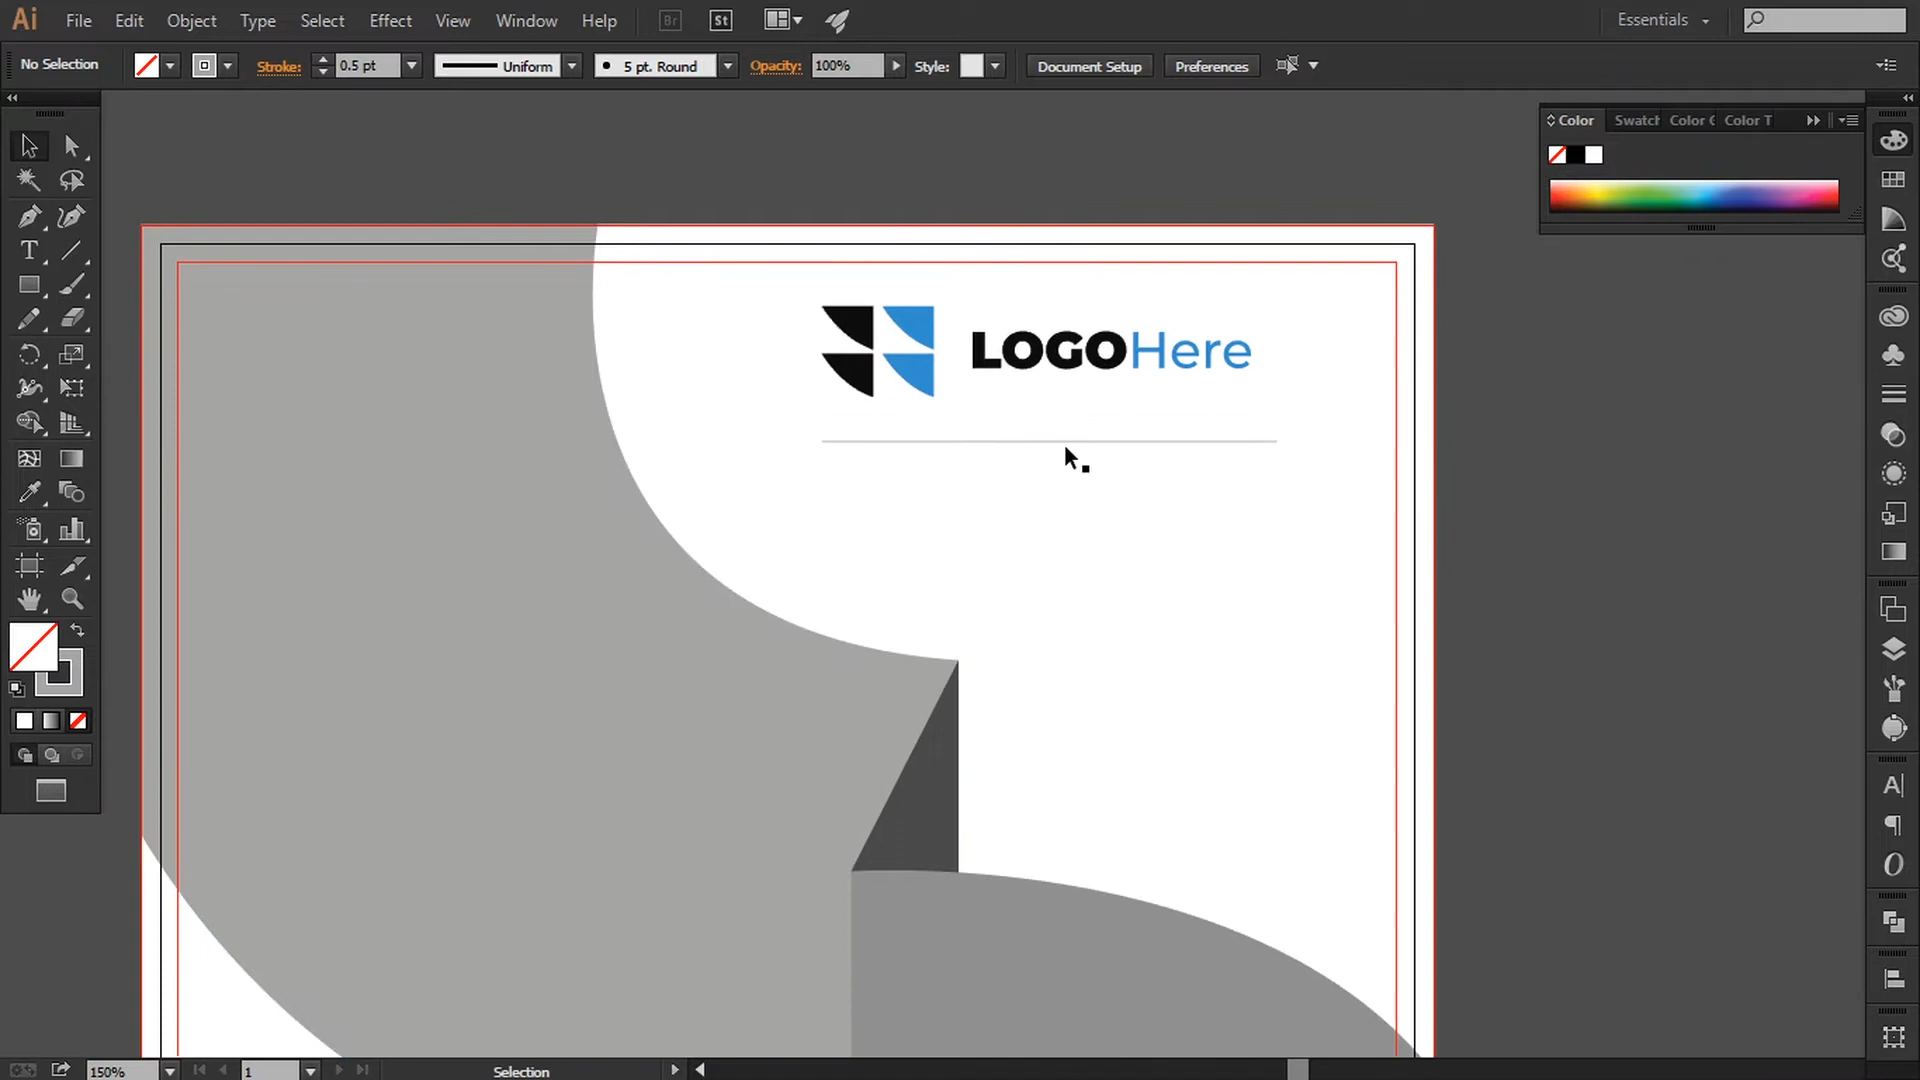 Ai File Edit Object Type Select Effect View Window Help Br St Essentials
No Selection Stroke: 0.5 pt Uniform 5 pt. Round Opacity: 100% Style: Document Setup Preferences
Color Swatch Color G Color T
LOGOHere
150% 1 Selection